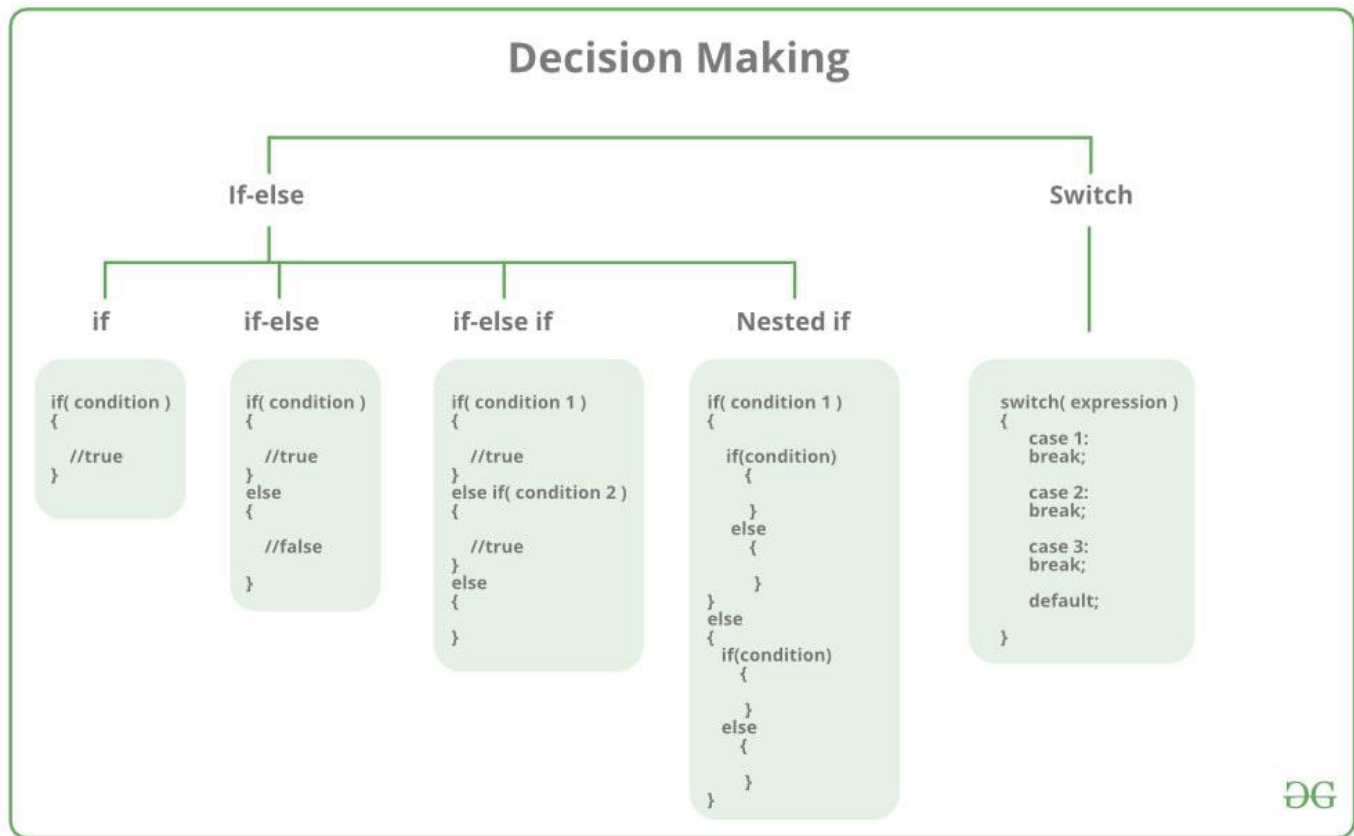 Decision Making
If-else
Switch
if
if-else
if-else if
Nested if
if( condition )
{
//true
}
if( condition )
{
//true
}
else
{
//false
}
if( condition 1 )
{
//true
}
else if( condition 2 )
{
//true
}
else
{
}
if( condition 1 )
{
if(condition)
{
}
else
{
}
}
else
{
if(condition)
{
}
else
{
}
}
switch( expression )
{
case 1:
break;
case 2:
break;
case 3:
break;
default;
}